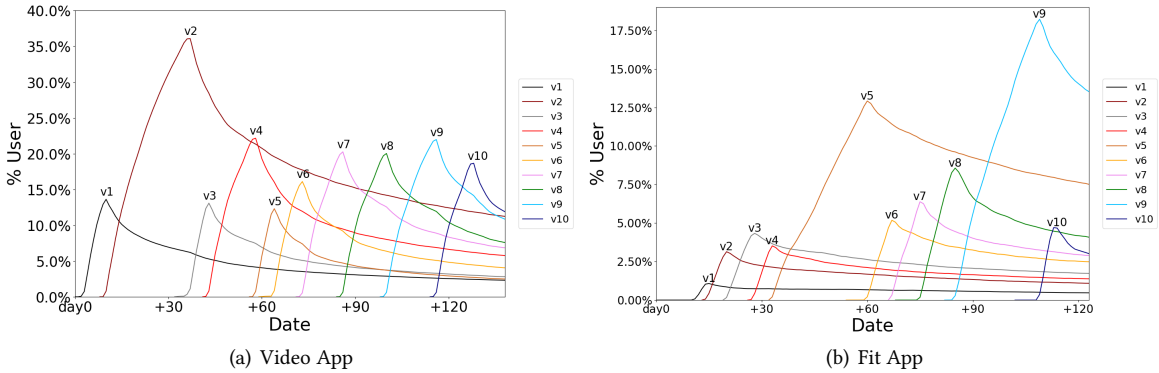 40.0%
35.0%
30.0%
25.0%
20.0%
15.0%
10.0%
5.0%
0.0%
% User
v1
v2
v3
v4
v5
v6
v7
v8
v9
v10
day0
+30
+60
+90
+120
Date
v1
v2
v3
v4
v5
v6
v7
v8
v9
v10
(a) Video App
17.50%
15.00%
12.50%
10.00%
7.50%
5.00%
2.50%
0.00%
% User
v1
v2
v3
v4
v5
v6
v7
v8
v9
v10
day0
+30
+60
+90
+120
Date
v1
v2
v3
v4
v5
v6
v7
v8
v9
v10
(b) Fit App